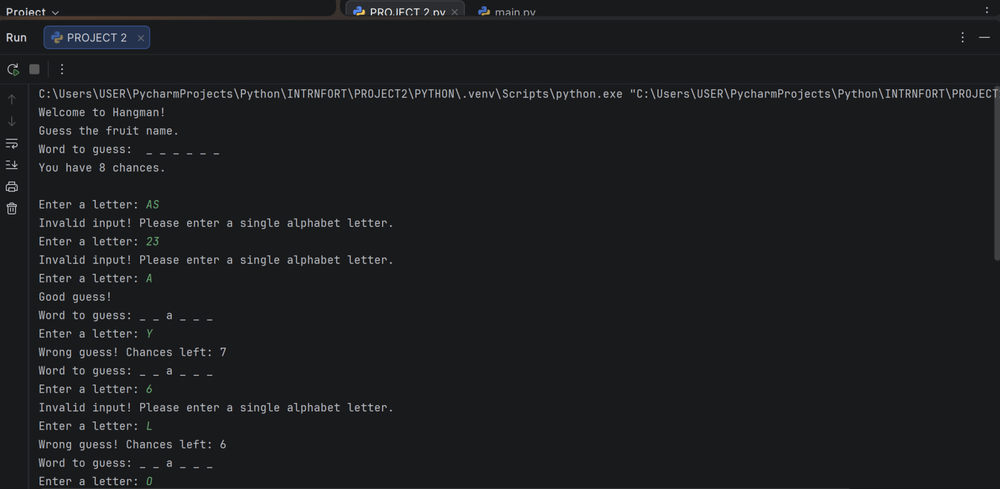 Project
PROJECT 2.py
main.py
Run
PROJECT 2
C:\Users\USER\PycharmProjects\Python\INTRNFORT\PROJECT2\PYTHON\.venv\Scripts\python.exe "C:\Users\USER\PycharmProjects\Python\INTRNFORT\PROJECT
Welcome to Hangman!
Guess the fruit name.
Word to guess:  _ _ _ _ _ _
You have 8 chances.
Enter a letter: AS
Invalid input! Please enter a single alphabet letter.
Enter a letter: 23
Invalid input! Please enter a single alphabet letter.
Enter a letter: A
Good guess!
Word to guess: _ _ a _ _ _
Enter a letter: Y
Wrong guess! Chances left: 7
Word to guess: _ _ a _ _ _
Enter a letter: 6
Invalid input! Please enter a single alphabet letter.
Enter a letter: L
Wrong guess! Chances left: 6
Word to guess: _ _ a _ _ _
Enter a letter: O